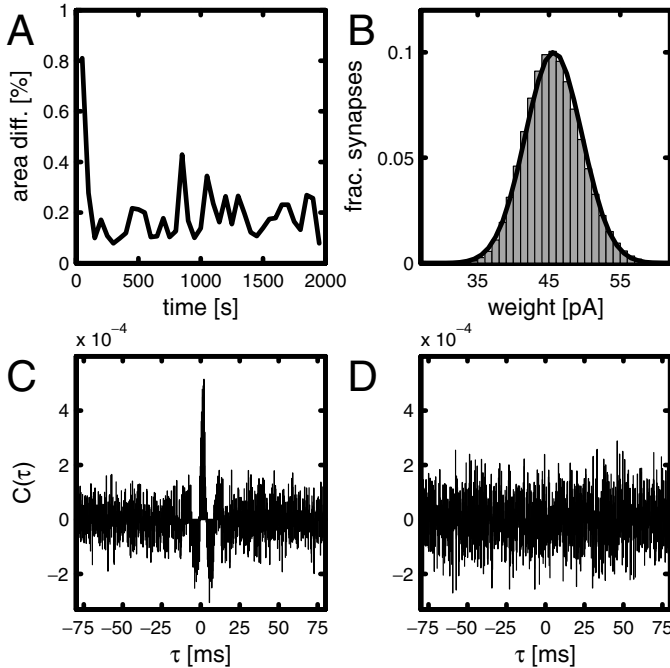 A
B
area diff. [%]
1
0.8
0.6
0.4
0.2
0
0 500 1000 1500 2000
time [s]
frac. synapses
0.1
0.05
0
35 45 55
weight [pA]
C
D
x 10⁻⁴
C(τ)
4
2
0
−2
−75 −50 −25 0 25 50 75
τ [ms]
x 10⁻⁴
4
2
0
−2
−75 −50 −25 0 25 50 75
τ [ms]